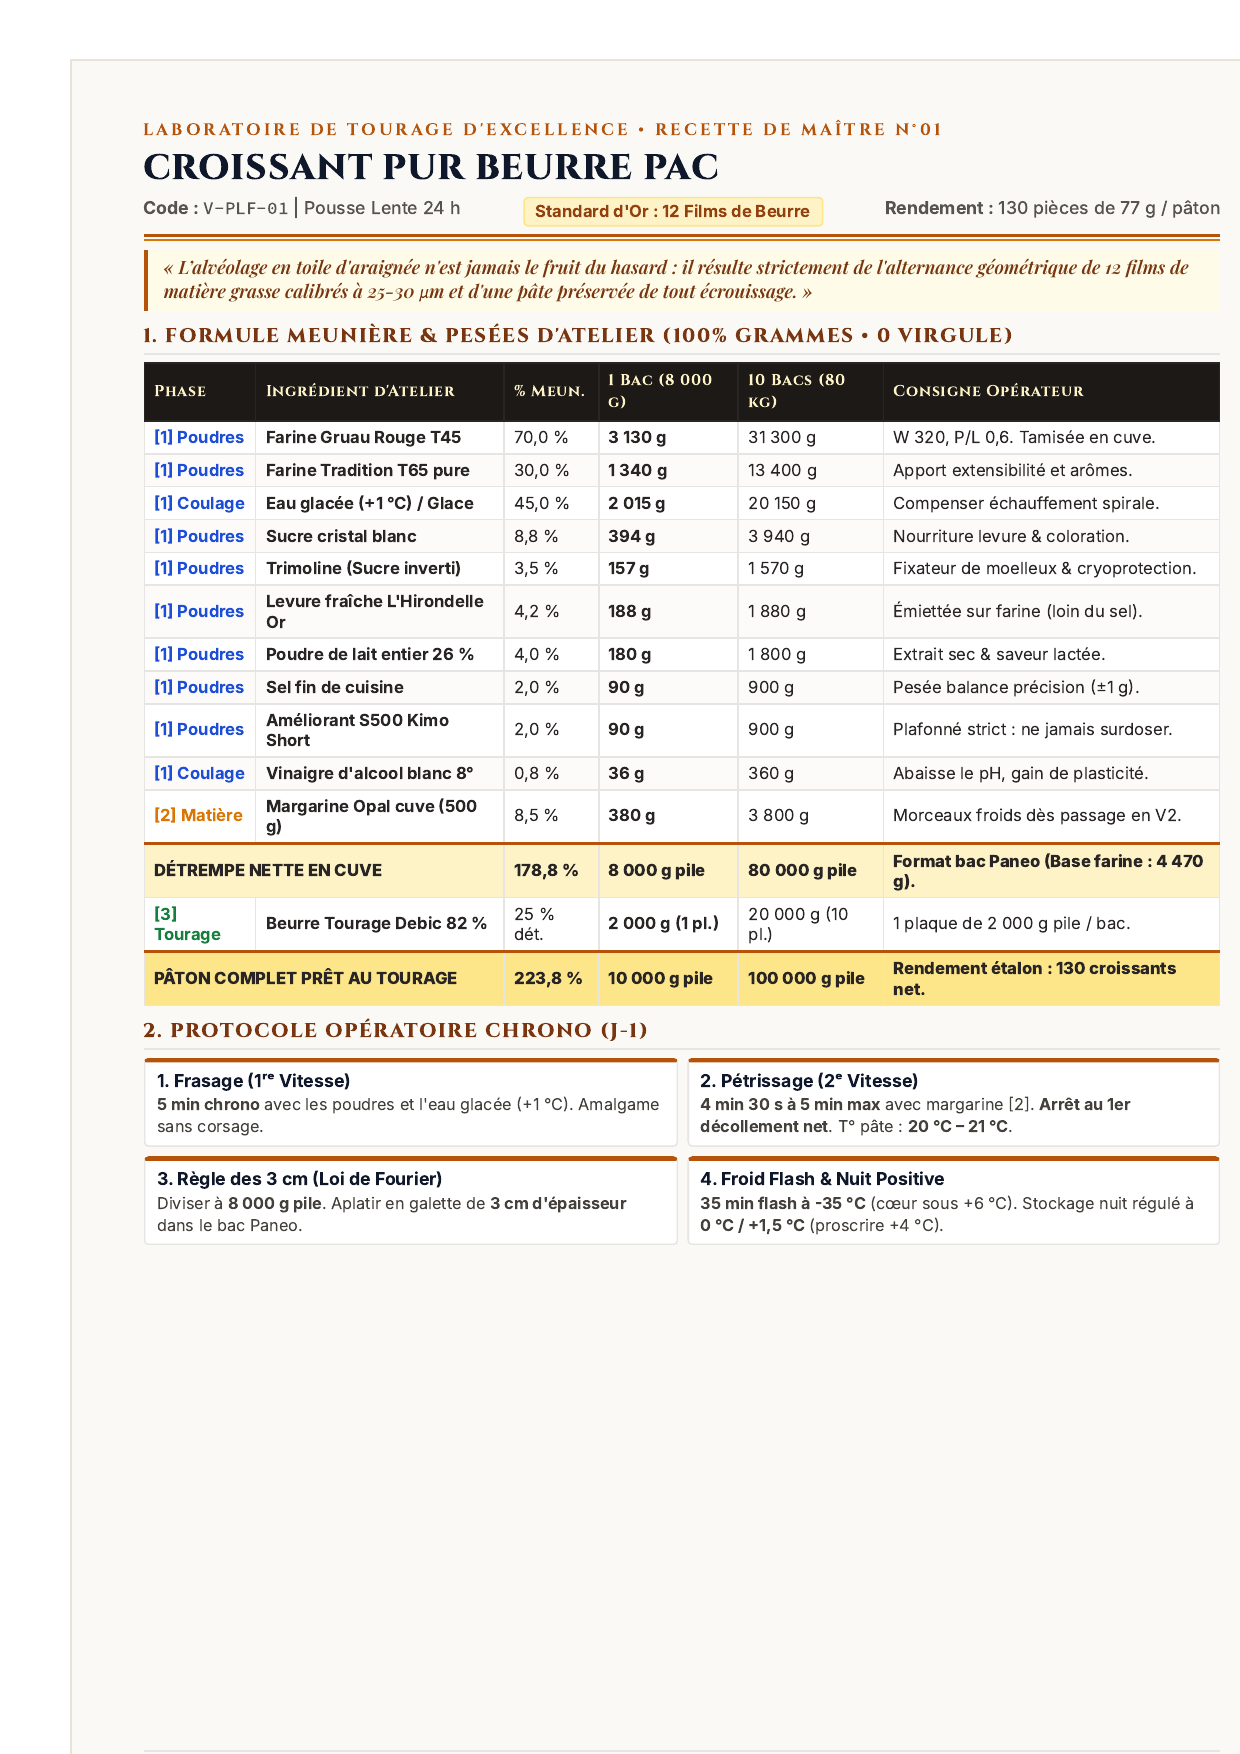 LABORATOIRE DE TOURAGE D'EXCELLENCE • RECETTE DE MAÎTRE N°01
CROISSANT PUR BEURRE PAC
Code : V-PLF-01 | Pousse Lente 24 h Standard d'Or : 12 Films de Beurre Rendement : 130 pièces de 77 g / pâton
« L’alvéolage en toile d'araignée n'est jamais le fruit du hasard : il résulte strictement de l'alternance géométrique de 12 films de
matière grasse calibrés à 25-30 µm et d'une pâte préservée de tout écrouissage. »
1. FORMULE MEUNIÈRE & PESÉES D'ATELIER (100% GRAMMES • 0 VIRGULE)
Phase Ingrédient d'Atelier % Meun. 1 Bac (8 000 g) 10 Bacs (80 kg) Consigne Opérateur
[1] Poudres Farine Gruau Rouge T45 70,0 % 3 130 g 31 300 g W 320, P/L 0,6. Tamisée en cuve.
[1] Poudres Farine Tradition T65 pure 30,0 % 1 340 g 13 400 g Apport extensibilité et arômes.
[1] Coulage Eau glacée (+1 °C) / Glace 45,0 % 2 015 g 20 150 g Compenser échauffement spirale.
[1] Poudres Sucre cristal blanc 8,8 % 394 g 3 940 g Nourriture levure & coloration.
[1] Poudres Trimoline (Sucre inverti) 3,5 % 157 g 1 570 g Fixateur de moelleux & cryoprotection.
[1] Poudres Levure fraîche L'Hirondelle Or 4,2 % 188 g 1 880 g Émiettée sur farine (loin du sel).
[1] Poudres Poudre de lait entier 26 % 4,0 % 180 g 1 800 g Extrait sec & saveur lactée.
[1] Poudres Sel fin de cuisine 2,0 % 90 g 900 g Pesée balance précision (±1 g).
[1] Poudres Améliorant S500 Kimo Short 2,0 % 90 g 900 g Plafonné strict : ne jamais surdoser.
[1] Coulage Vinaigre d'alcool blanc 8° 0,8 % 36 g 360 g Abaisse le pH, gain de plasticité.
[2] Matière Margarine Opal cuve (500 g) 8,5 % 380 g 3 800 g Morceaux froids dès passage en V2.
DÉTREMPE NETTE EN CUVE 178,8 % 8 000 g pile 80 000 g pile Format bac Paneo (Base farine : 4 470 g).
[3] Tourage Beurre Tourage Debic 82 % 25 % dét. 2 000 g (1 pl.) 20 000 g (10 pl.) 1 plaque de 2 000 g pile / bac.
PÂTON COMPLET PRÊT AU TOURAGE 223,8 % 10 000 g pile 100 000 g pile Rendement étalon : 130 croissants net.
2. PROTOCOLE OPÉRATOIRE CHRONO (J-1)
1. Frasage (1ʳᵉ Vitesse)
5 min chrono avec les poudres et l'eau glacée (+1 °C). Amalgame
sans corsage.
2. Pétrissage (2ᵉ Vitesse)
4 min 30 s à 5 min max avec margarine [2]. Arrêt au 1er
décollement net. T° pâte : 20 °C – 21 °C.
3. Règle des 3 cm (Loi de Fourier)
Diviser à 8 000 g pile. Aplatir en galette de 3 cm d'épaisseur
dans le bac Paneo.
4. Froid Flash & Nuit Positive
35 min flash à -35 °C (cœur sous +6 °C). Stockage nuit régulé à
0 °C / +1,5 °C (proscrire +4 °C).